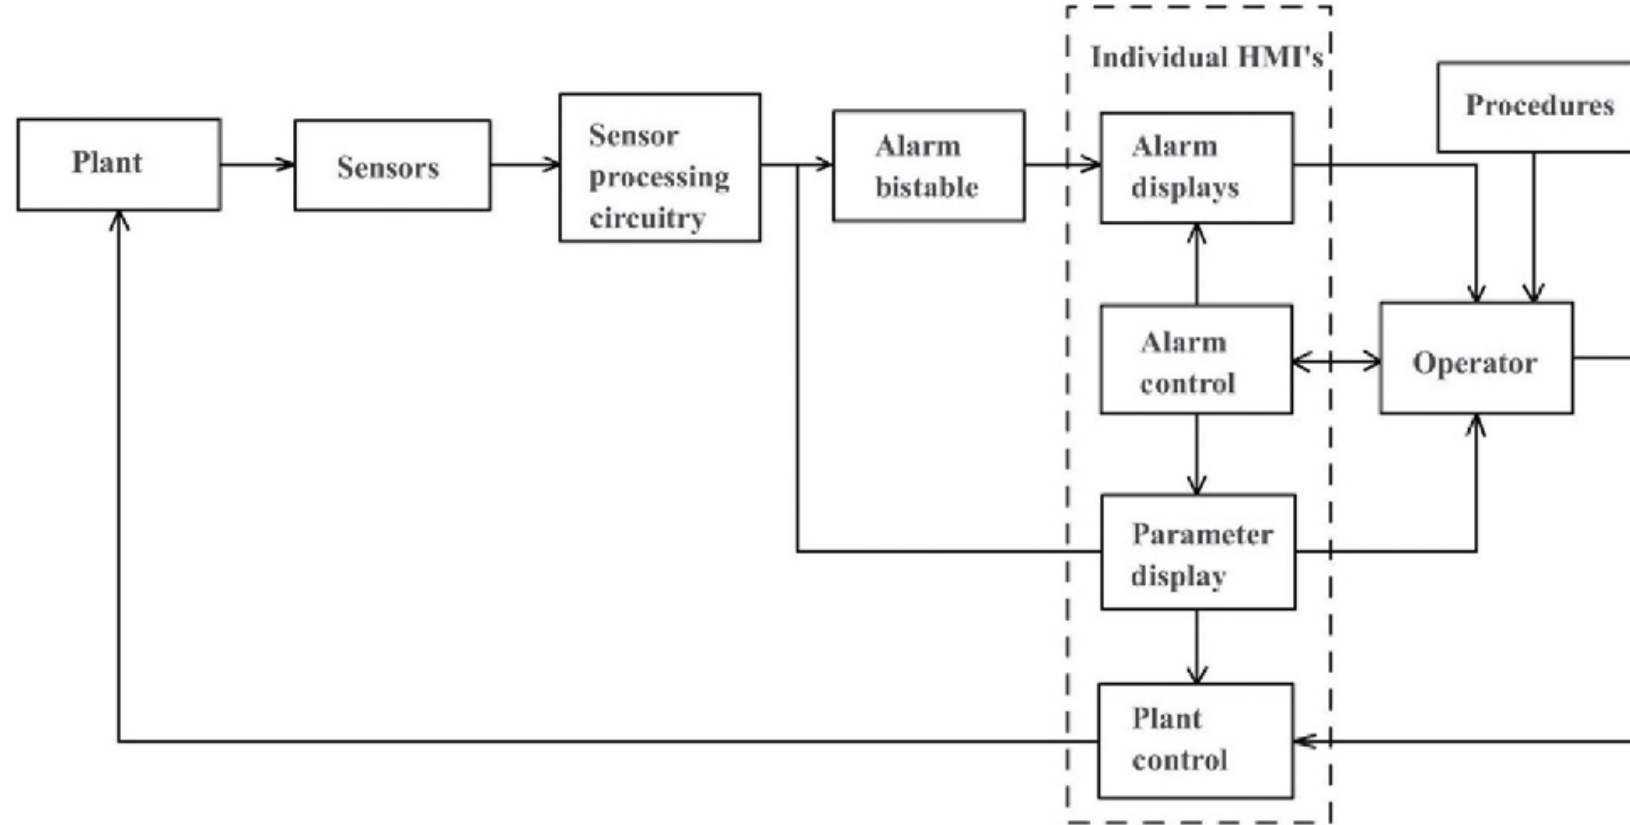 Individual HMI's
Procedures
Plant
Sensors
Sensor
processing
circuitry
Alarm
bistable
Alarm
displays
Alarm
control
Operator
Parameter
display
Plant
control